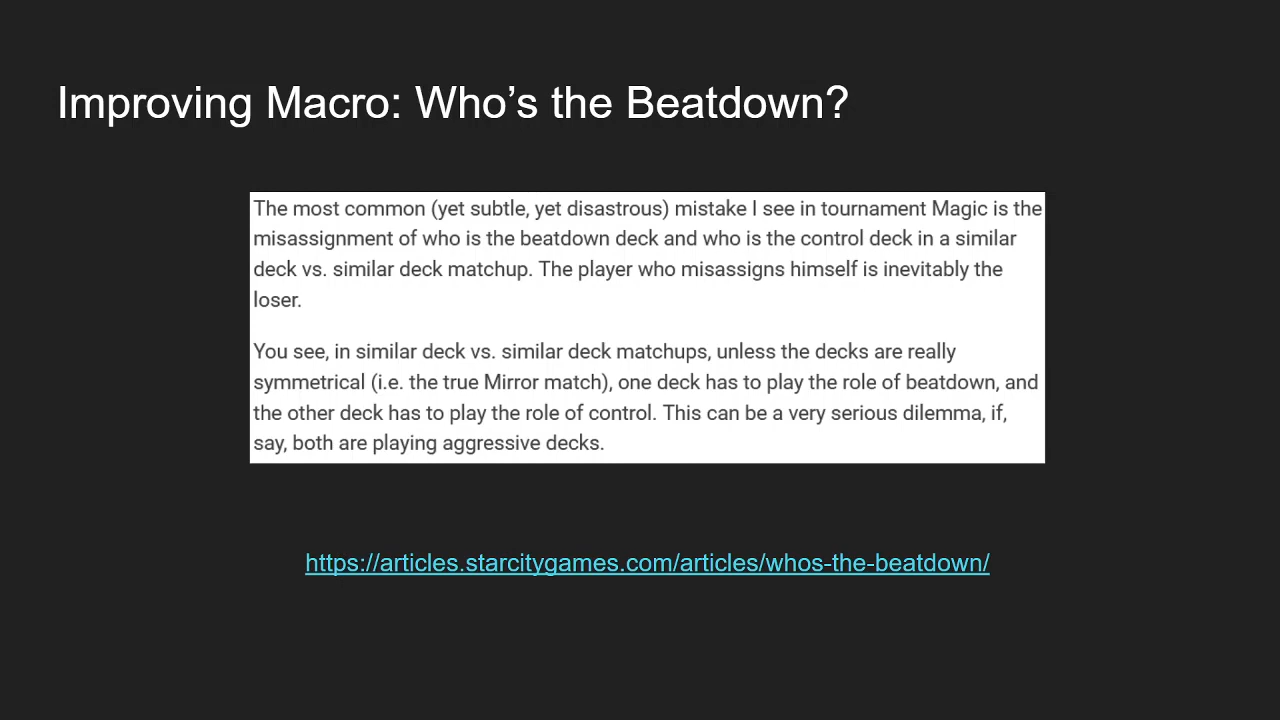 Improving Macro: Who’s the Beatdown?
The most common (yet subtle, yet disastrous) mistake I see in tournament Magic is the
misassignment of who is the beatdown deck and who is the control deck in a similar
deck vs. similar deck matchup. The player who misassigns himself is inevitably the
loser.
You see, in similar deck vs. similar deck matchups, unless the decks are really
symmetrical (i.e. the true Mirror match), one deck has to play the role of beatdown, and
the other deck has to play the role of control. This can be a very serious dilemma, if,
say, both are playing aggressive decks.
https://articles.starcitygames.com/articles/whos-the-beatdown/